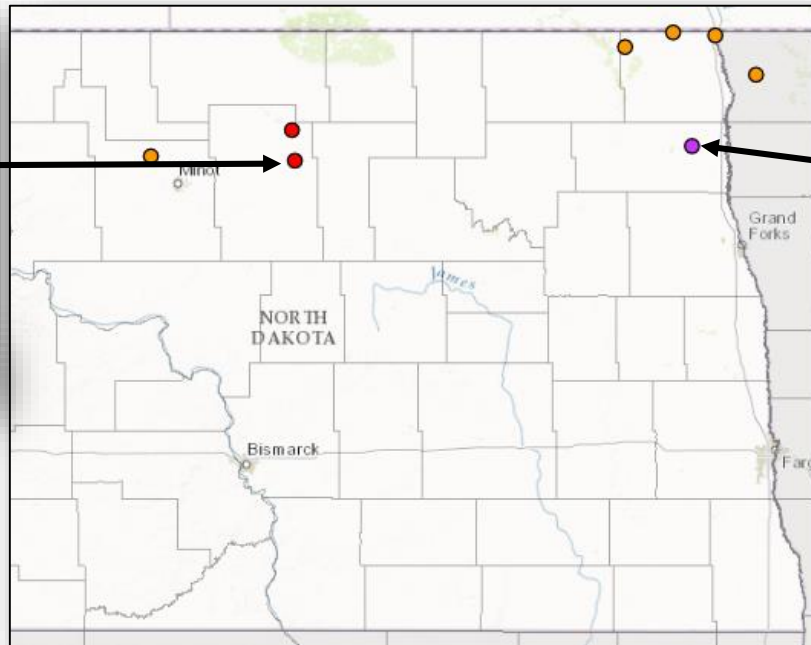 Minot
Grand
Forks
James
NORTH
DAKOTA
Bismarck
Farg